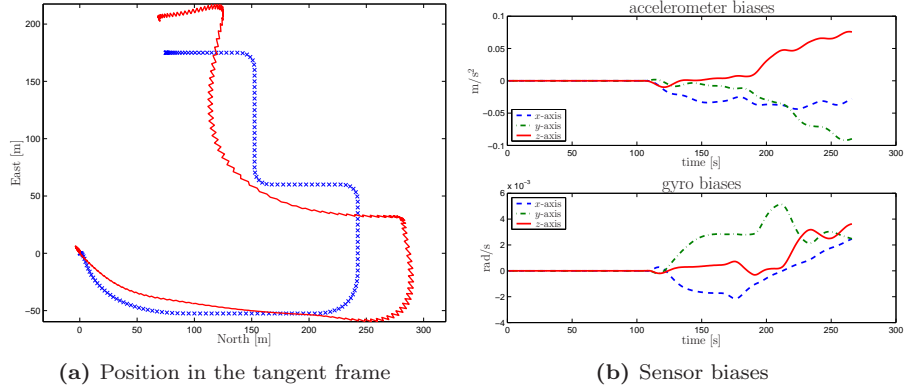 200
150
100
50
0
−50
East [m]
0
50
100
150
200
250
300
North [m]
(a) Position in the tangent frame
accelerometer biases
0.1
0.05
0
−0.05
−0.1
m/s²
x-axis
y-axis
z-axis
0
50
100
150
200
250
300
time [s]
gyro biases
x 10⁻³
6
4
2
0
−2
−4
rad/s
x-axis
y-axis
z-axis
0
50
100
150
200
250
300
time [s]
(b) Sensor biases